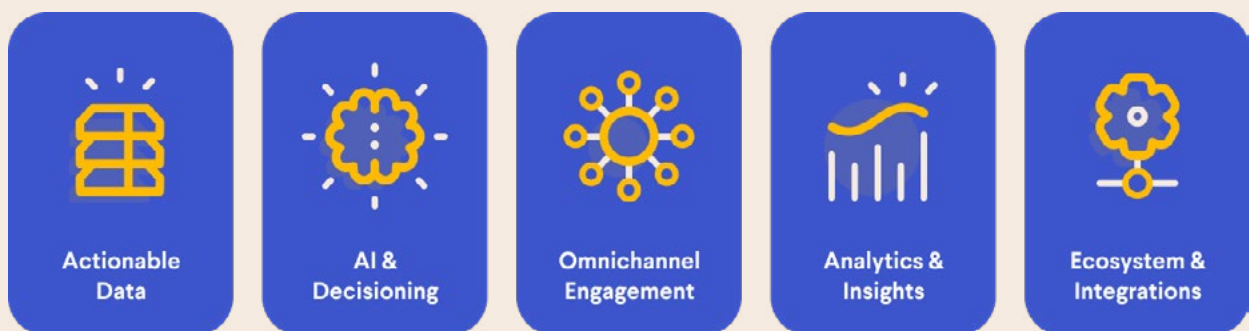 Actionable
Data
AI &
Decisioning
Omnichannel
Engagement
Analytics &
Insights
Ecosystem &
Integrations